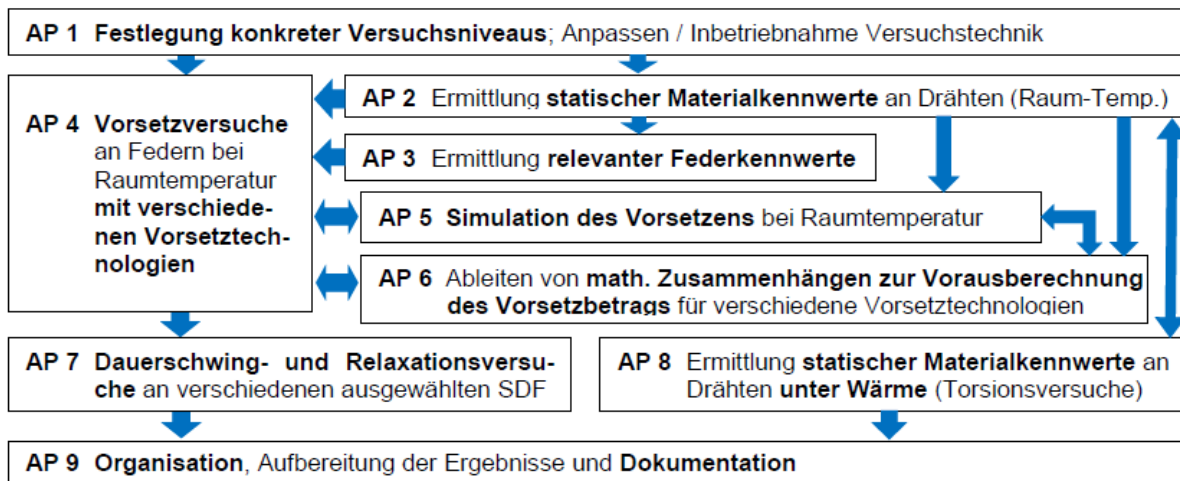 AP 1 Festlegung konkreter Versuchsniveaus; Anpassen / Inbetriebnahme Versuchstechnik
AP 2 Ermittlung statischer Materialkennwerte an Drähten (Raum-Temp.)
AP 4 Vorsetzversuche
an Federn bei
Raumtemperatur
mit verschiede-
nen Vorsetztech-
nologien
AP 3 Ermittlung relevanter Federkennwerte
AP 5 Simulation des Vorsetzens bei Raumtemperatur
AP 6 Ableiten von math. Zusammenhängen zur Vorausberechnung
des Vorsetzbetrags für verschiedene Vorsetztechnologien
AP 7 Dauerschwing- und Relaxationsversu-
che an verschiedenen ausgewählten SDF
AP 8 Ermittlung statischer Materialkennwerte an
Drähten unter Wärme (Torsionsversuche)
AP 9 Organisation, Aufbereitung der Ergebnisse und Dokumentation